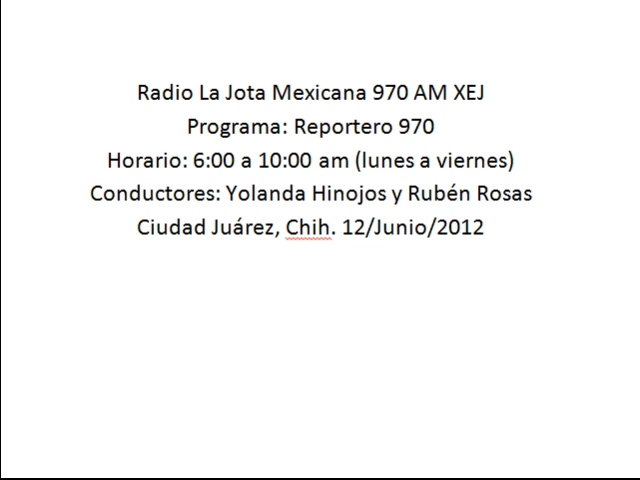 Radio La Jota Mexicana 970 AM XEJ
Programa: Reportero 970
Horario: 6:00 a 10:00 am (lunes a viernes)
Conductores: Yolanda Hinojos y Rubén Rosas
Ciudad Juárez, Chih. 12/Junio/2012